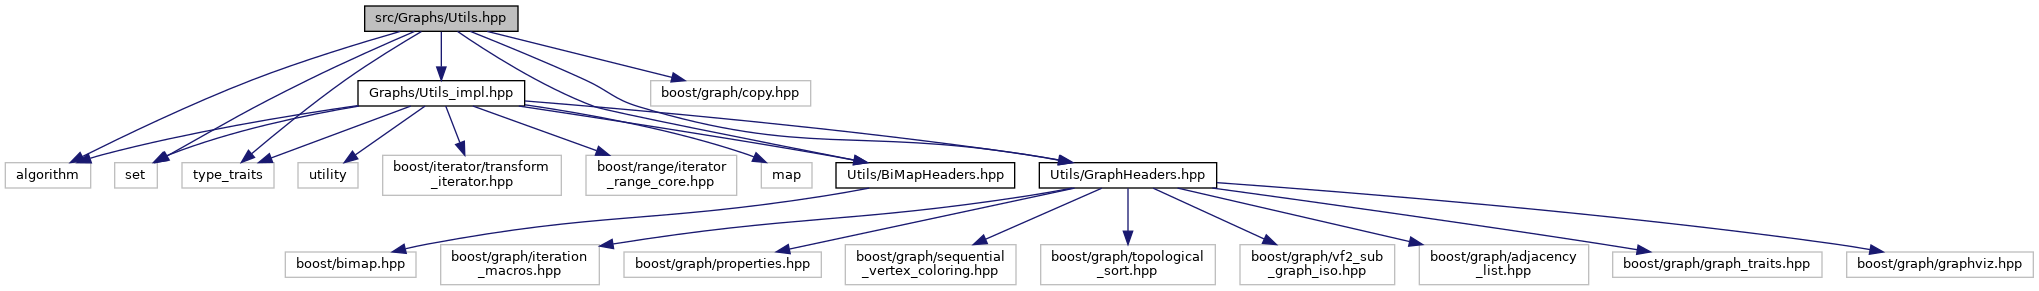 src/Graphs/Utils.hpp
Graphs/Utils_impl.hpp
boost/graph/copy.hpp
algorithm
set
type_traits
utility
boost/iterator/transform
_iterator.hpp
boost/range/iterator
_range_core.hpp
map
Utils/BiMapHeaders.hpp
Utils/GraphHeaders.hpp
boost/bimap.hpp
boost/graph/iteration
_macros.hpp
boost/graph/properties.hpp
boost/graph/sequential
_vertex_coloring.hpp
boost/graph/topological
_sort.hpp
boost/graph/vf2_sub
_graph_iso.hpp
boost/graph/adjacency
_list.hpp
boost/graph/graph_traits.hpp
boost/graph/graphviz.hpp